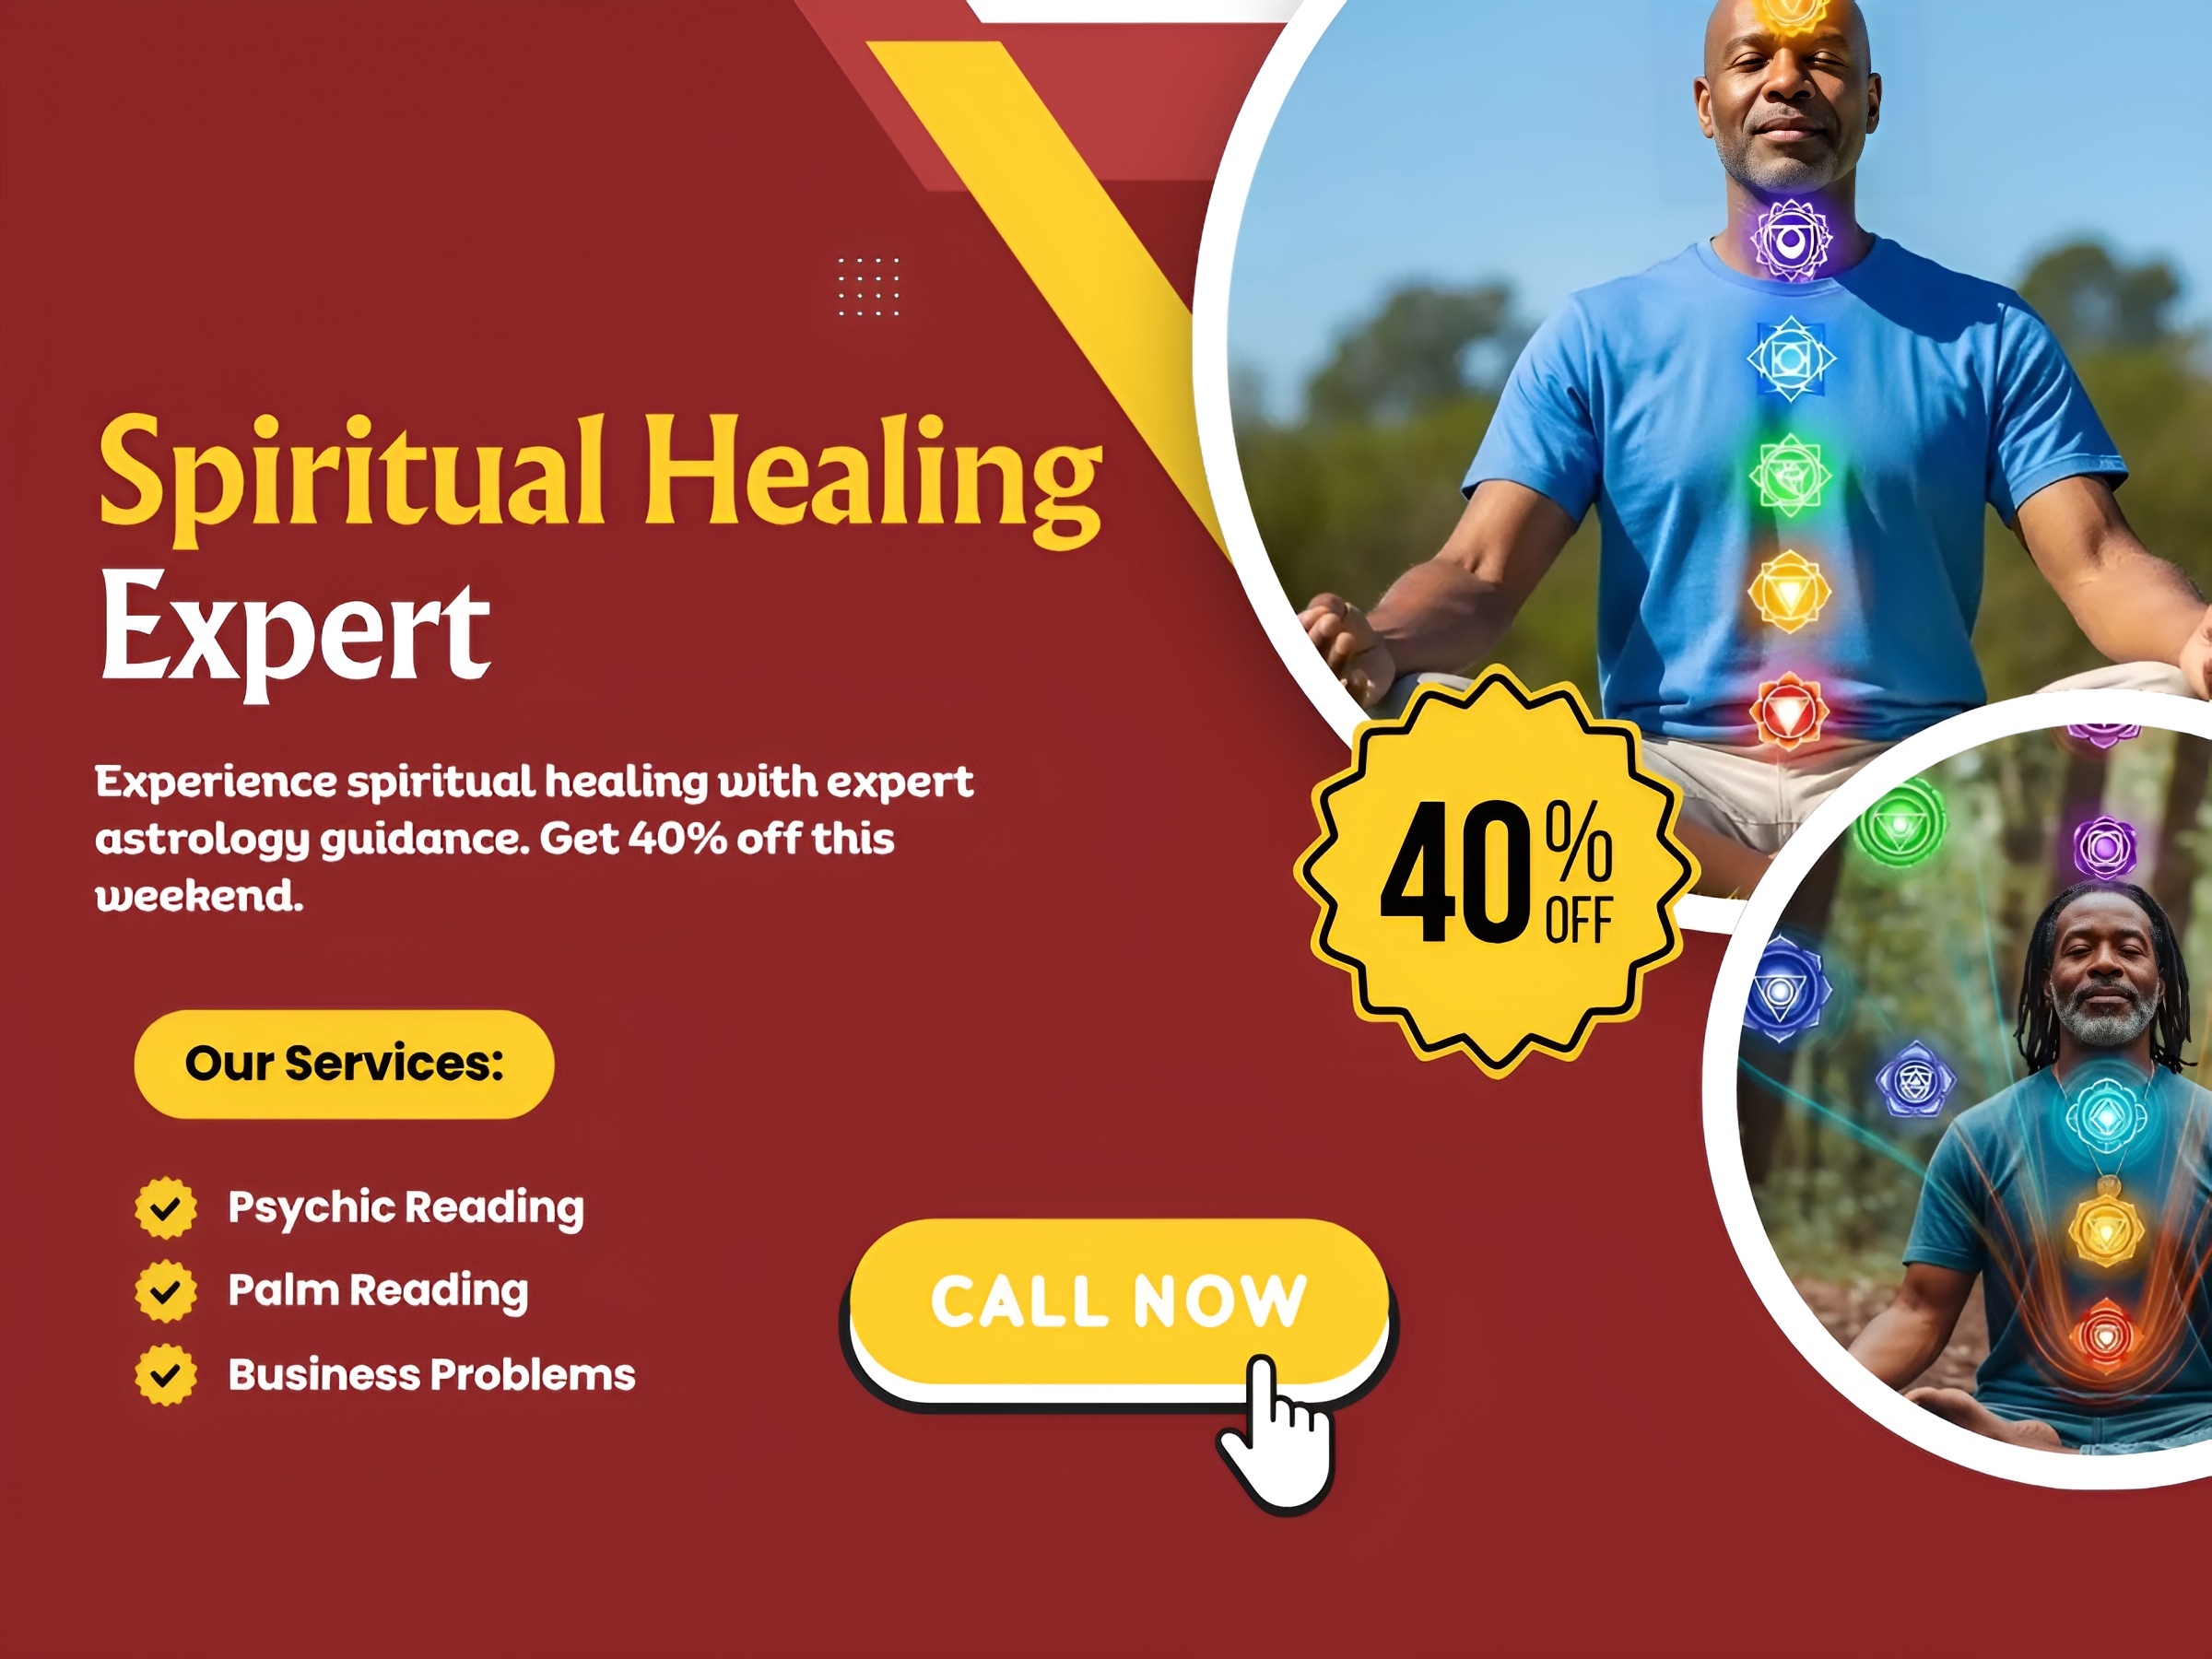 Spiritual Healing
Expert
Experience spiritual healing with expert
astrology guidance. Get 40% off this
weekend.
40%
OFF
Our Services:
Psychic Reading
Palm Reading
Business Problems
CALL NOW